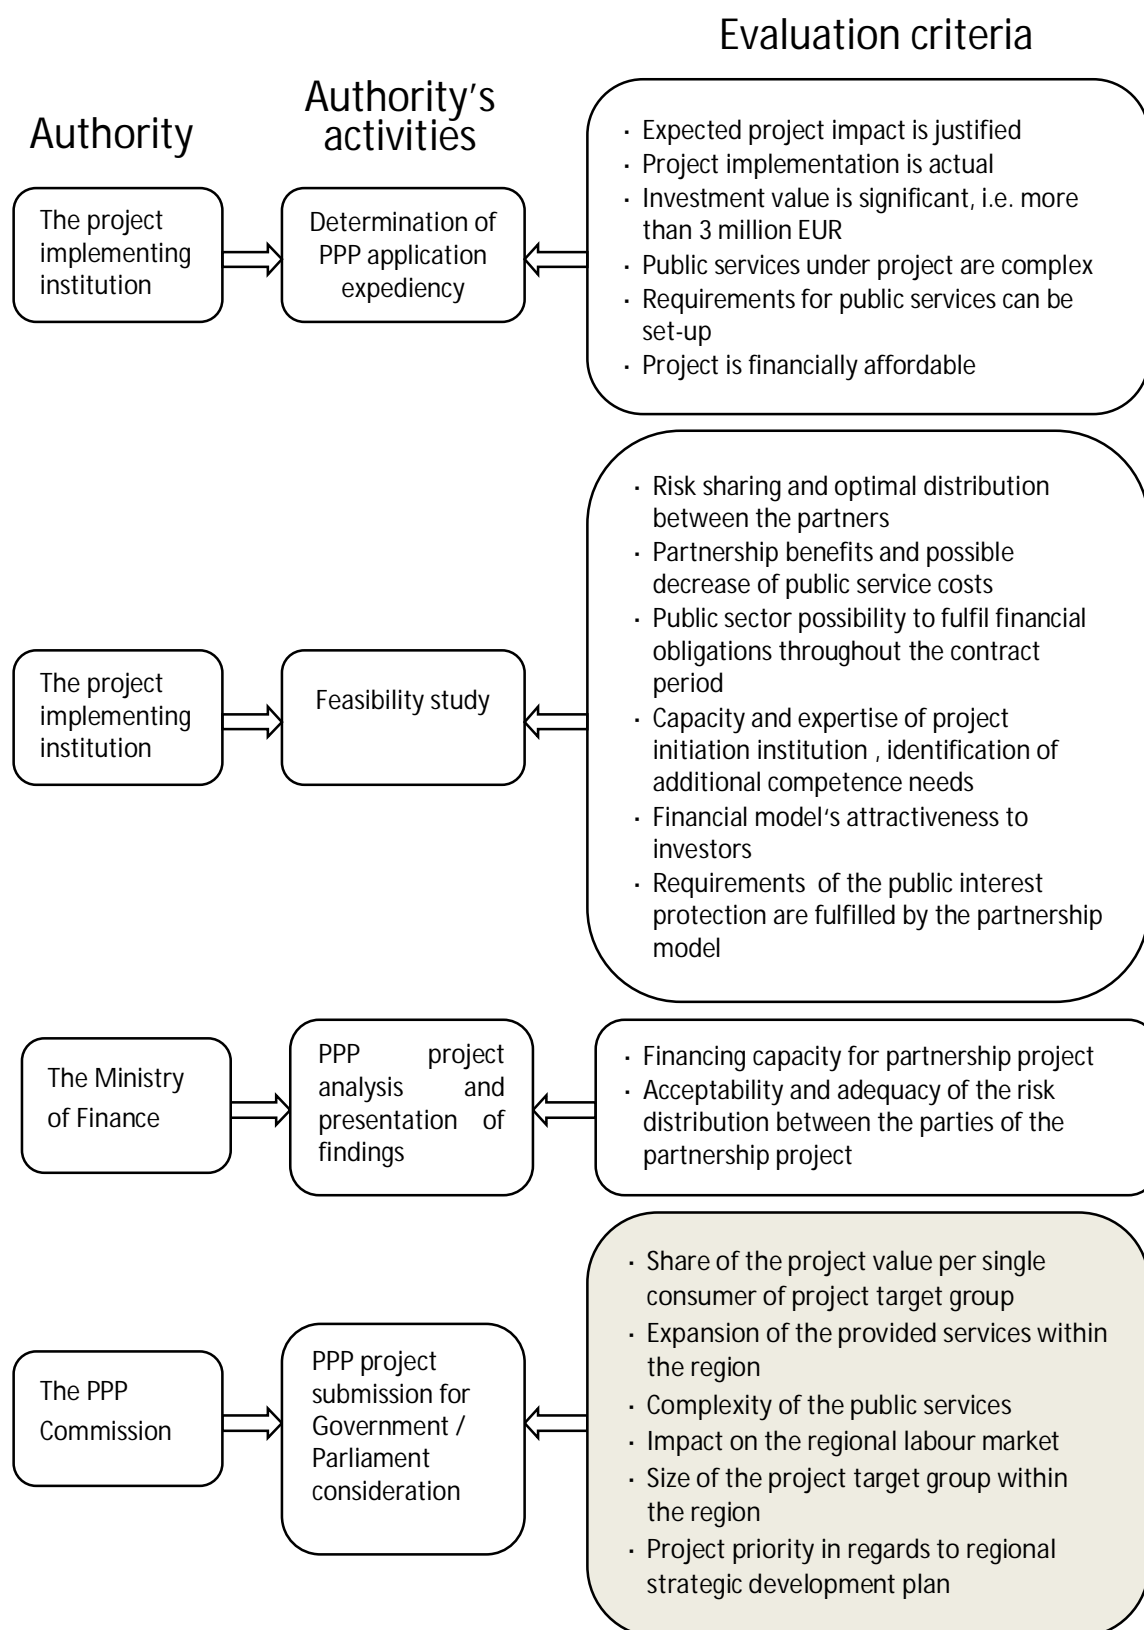 Evaluation criteria
Authority
Authority's
activities
The project
implementing
institution
Determination of
PPP application
expediency
· Expected project impact is justified
· Project implementation is actual
· Investment value is significant, i.e. more
than 3 million EUR
· Public services under project are complex
· Requirements for public services can be
set-up
· Project is financially affordable
The project
implementing
institution
Feasibility study
· Risk sharing and optimal distribution
between the partners
· Partnership benefits and possible
decrease of public service costs
· Public sector possibility to fulfil financial
obligations throughout the contract
period
· Capacity and expertise of project
initiation institution , identification of
additional competence needs
· Financial model's attractiveness to
investors
· Requirements of the public interest
protection are fulfilled by the partnership
model
The Ministry
of Finance
PPP project
analysis and
presentation of
findings
· Financing capacity for partnership project
· Acceptability and adequacy of the risk
distribution between the parties of the
partnership project
The PPP
Commission
PPP project
submission for
Government /
Parliament
consideration
· Share of the project value per single
consumer of project target group
· Expansion of the provided services within
the region
· Complexity of the public services
· Impact on the regional labour market
· Size of the project target group within
the region
· Project priority in regards to regional
strategic development plan